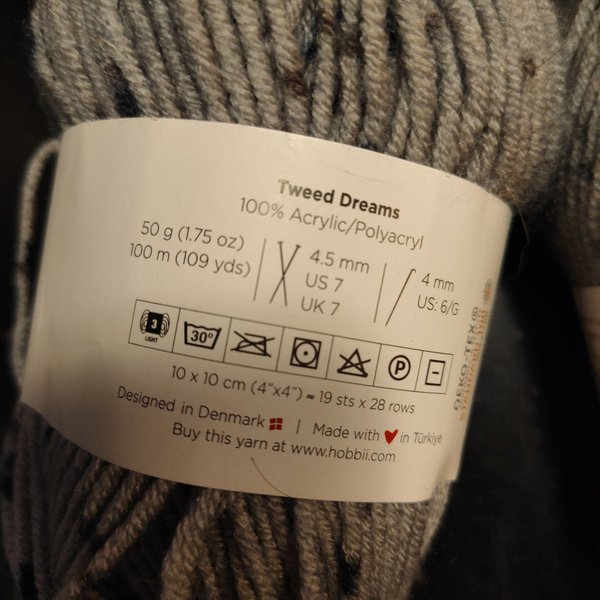 Tweed Dreams
100% Acrylic/Polyacryl
50 g (1.75 oz)
100 m (109 yds)
4.5 mm
US 7
UK 7
4 mm
US: 6/G
3
LIGHT
30°
P
10 x 10 cm (4"x4") ≈ 19 sts x 28 rows
Designed in Denmark | Made with ❤ in Türkiye
Buy this yarn at www.hobbii.com
OEKO-TEX®